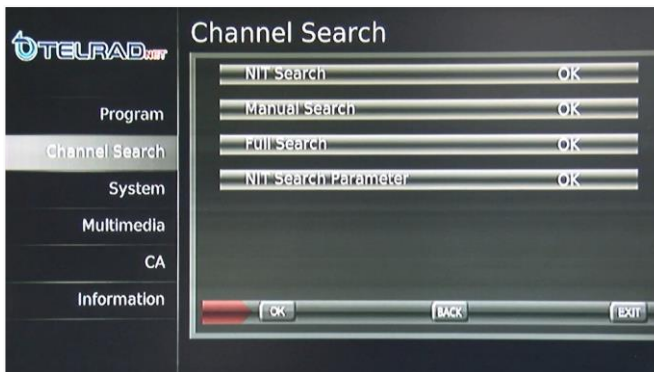 TELRAD NET
Channel Search
Program
Channel Search
System
Multimedia
CA
Information
NIT Search OK
Manual Search OK
Full Search OK
NIT Search Parameter OK
OK BACK EXIT